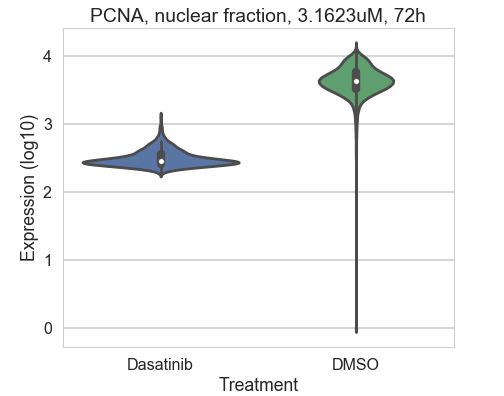 PCNA, nuclear fraction, 3.1623uM, 72h
4
3
2
1
0
Expression (log10)
Dasatinib DMSO
Treatment